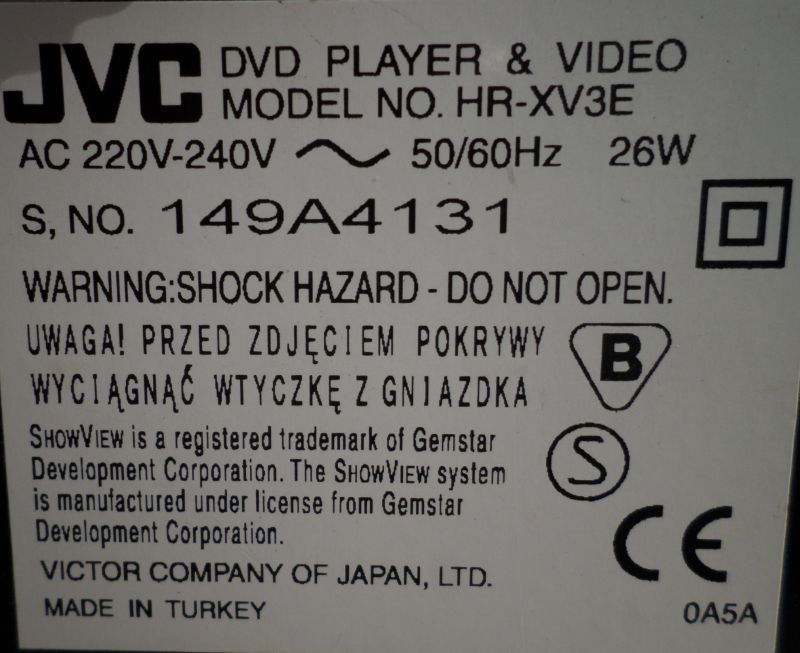 JVC DVD PLAYER & VIDEO
MODEL NO. HR-XV3E
AC 220V-240V ~ 50/60Hz 26W
S, NO. 149A4131
WARNING:SHOCK HAZARD - DO NOT OPEN.
UWAGA! PRZED ZDJĘCIEM POKRYWY
WYCIĄGNĄĆ WTYCZKĘ Z GNIAZDKA
B
SHOWVIEW is a registered trademark of Gemstar
Development Corporation. The SHOWVIEW system
is manufactured under license from Gemstar
Development Corporation.
S
CE
VICTOR COMPANY OF JAPAN, LTD.
MADE IN TURKEY
0A5A